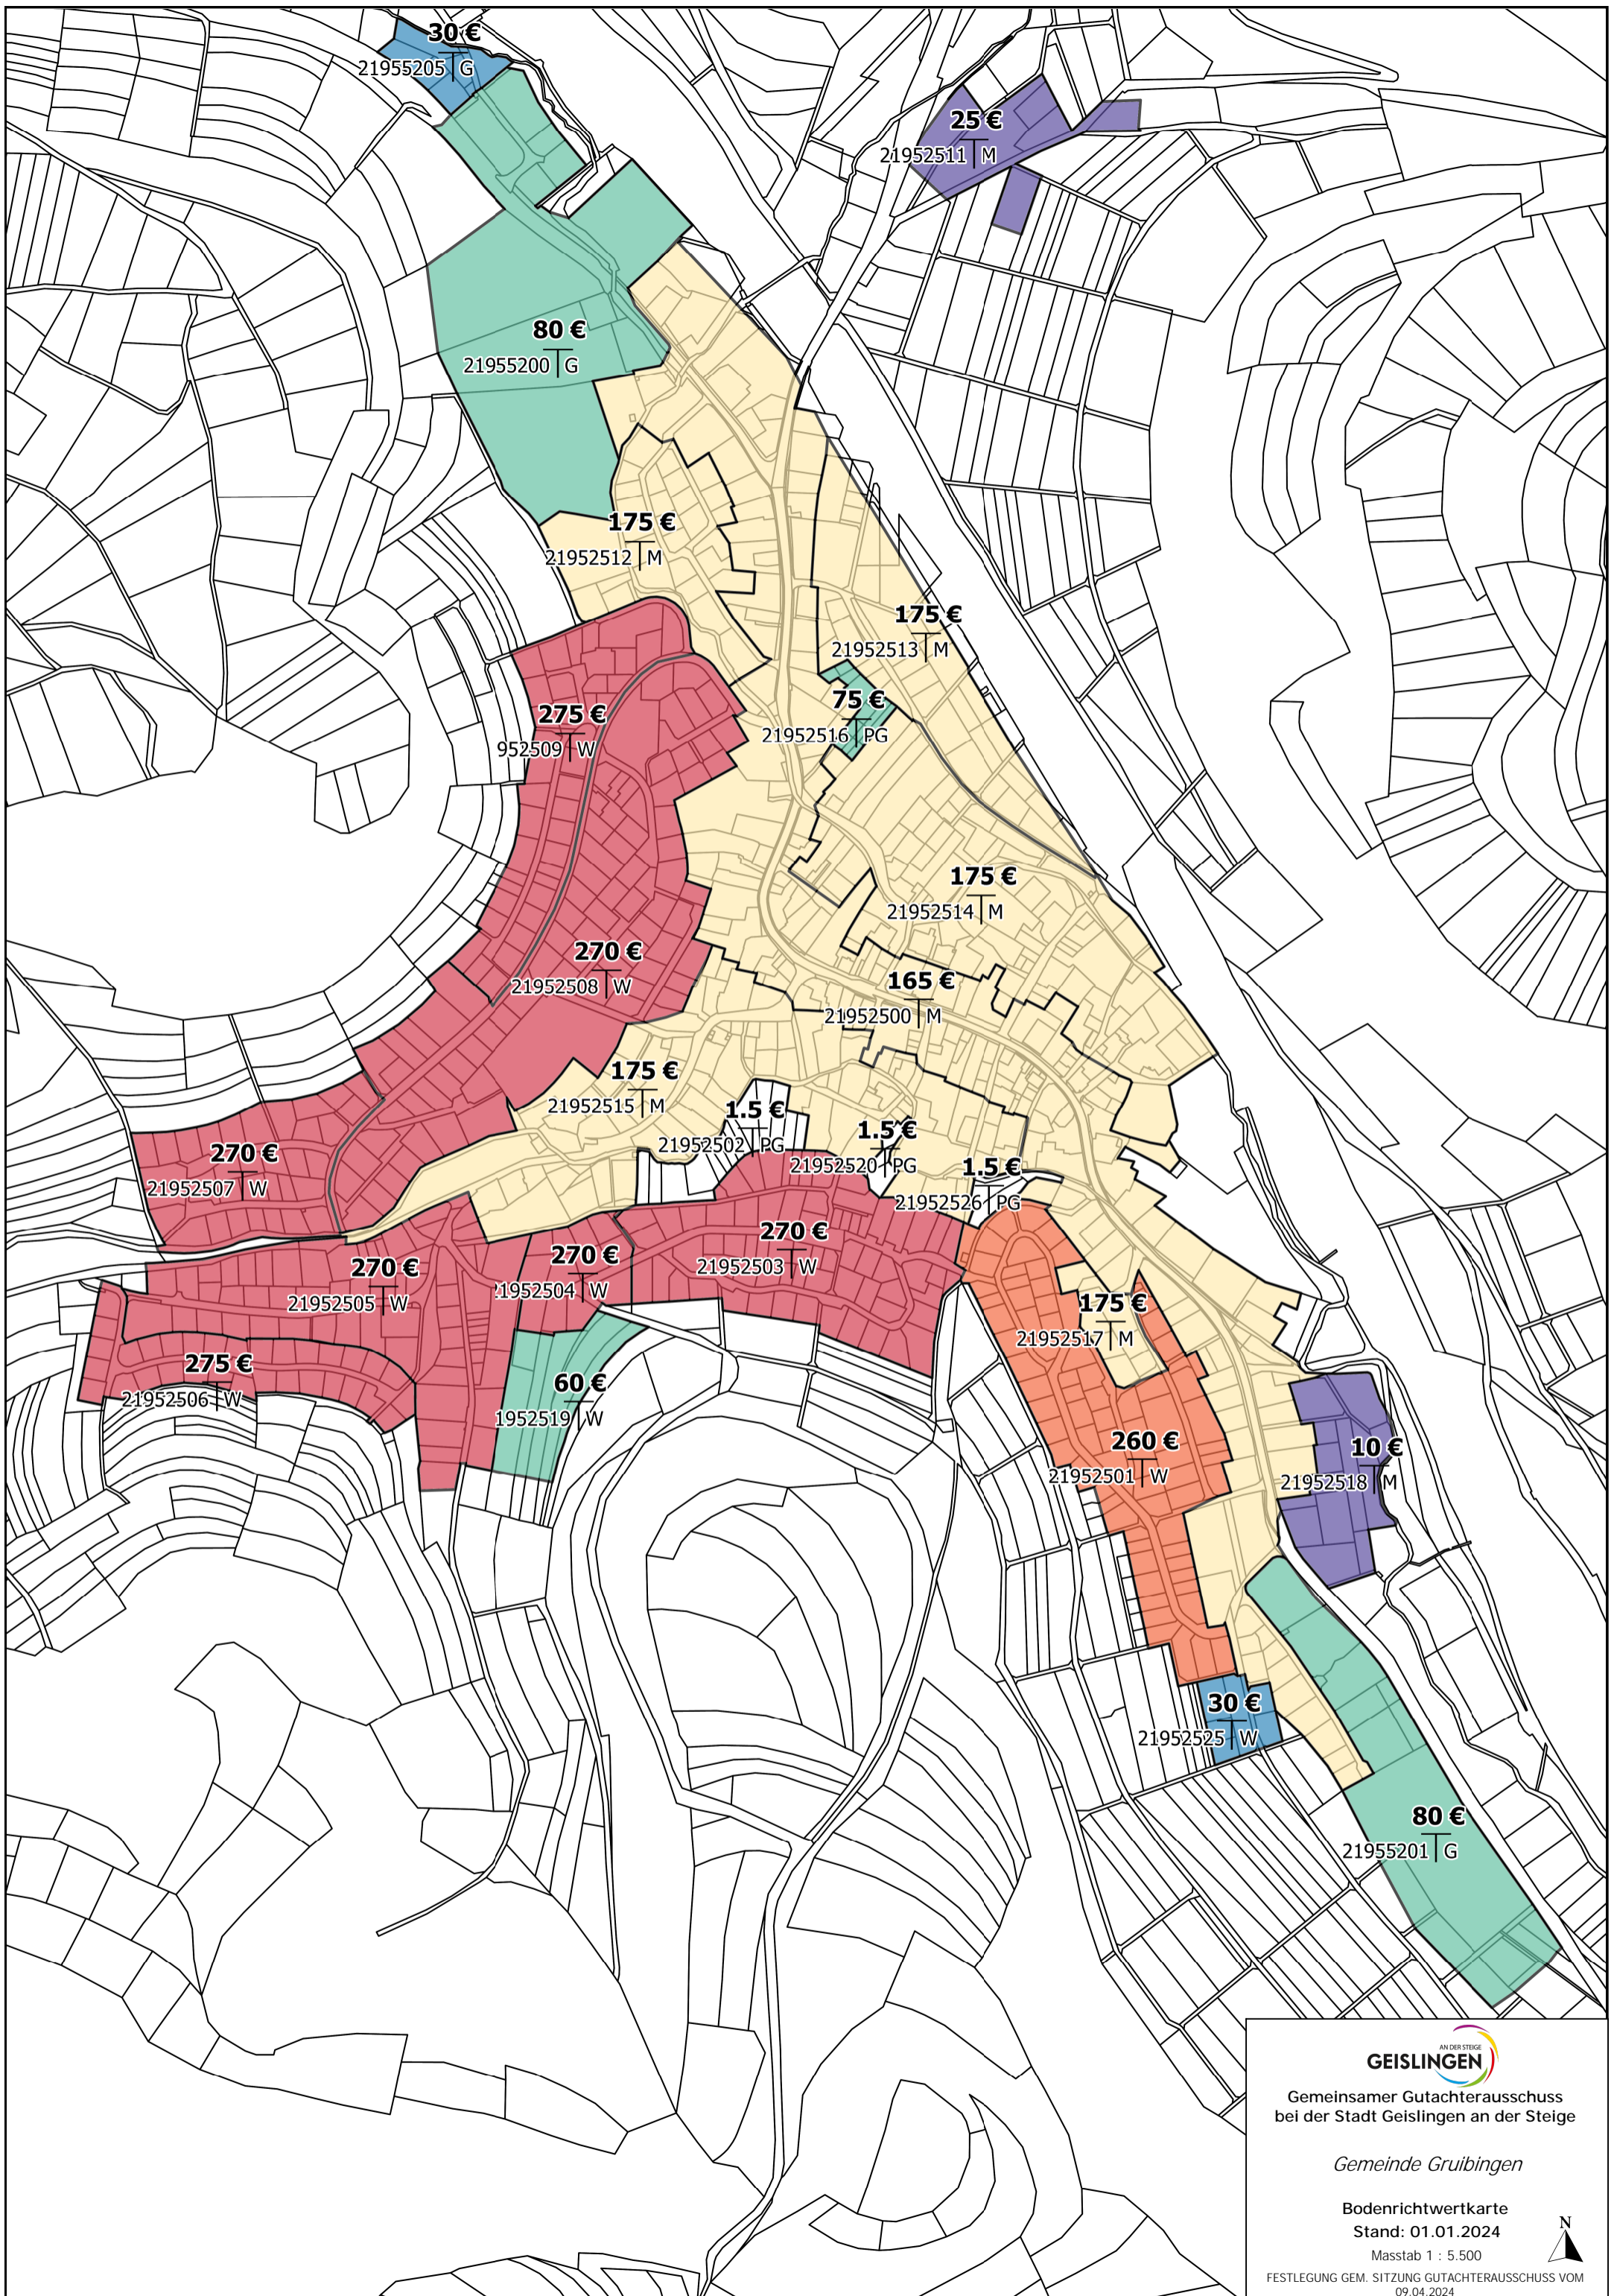 30 €
21955205 G
25 €
21952511 M
80 €
21955200 G
175 €
21952512 M
175 €
21952513 M
75 €
21952516 PG
275 €
952509 W
175 €
21952514 M
270 €
21952508 W
165 €
21952500 M
175 €
21952515 M
1.5 €
21952502 PG
1.5 €
21952520 PG
1.5 €
21952526 PG
270 €
21952507 W
270 €
21952503 W
270 €
21952504 W
270 €
21952505 W
175 €
21952517 M
275 €
21952506 W
60 €
1952519 W
260 €
21952501 W
10 €
21952518 M
30 €
21952525 W
80 €
21955201 G
AN DER STEIGE
GEISLINGEN
Gemeinsamer Gutachterausschuss
bei der Stadt Geislingen an der Steige
Gemeinde Gruibingen
Bodenrichtwertkarte
Stand: 01.01.2024
N
Masstab 1 : 5.500
FESTLEGUNG GEM. SITZUNG GUTACHTERAUSSCHUSS VOM
09.04.2024